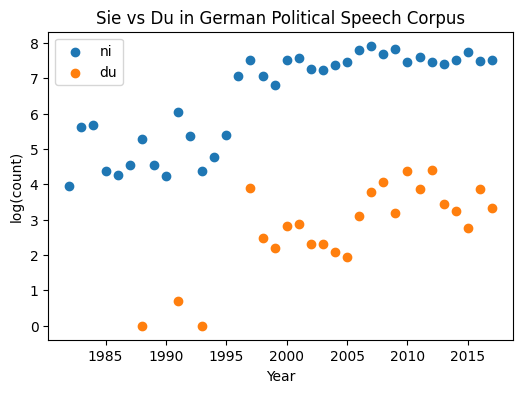 Sie vs Du in German Political Speech Corpus
8
7
6
5
4
3
2
1
0
log(count)
ni
du
1985 1990 1995 2000 2005 2010 2015
Year